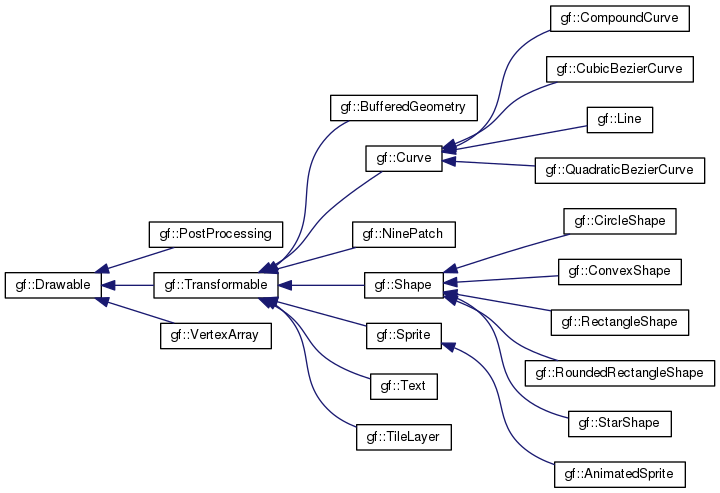 gf::CompoundCurve
gf::CubicBezierCurve
gf::BufferedGeometry
gf::Line
gf::Curve
gf::QuadraticBezierCurve
gf::PostProcessing
gf::NinePatch
gf::CircleShape
gf::ConvexShape
gf::Drawable
gf::Transformable
gf::Shape
gf::RectangleShape
gf::VertexArray
gf::Sprite
gf::RoundedRectangleShape
gf::Text
gf::StarShape
gf::TileLayer
gf::AnimatedSprite